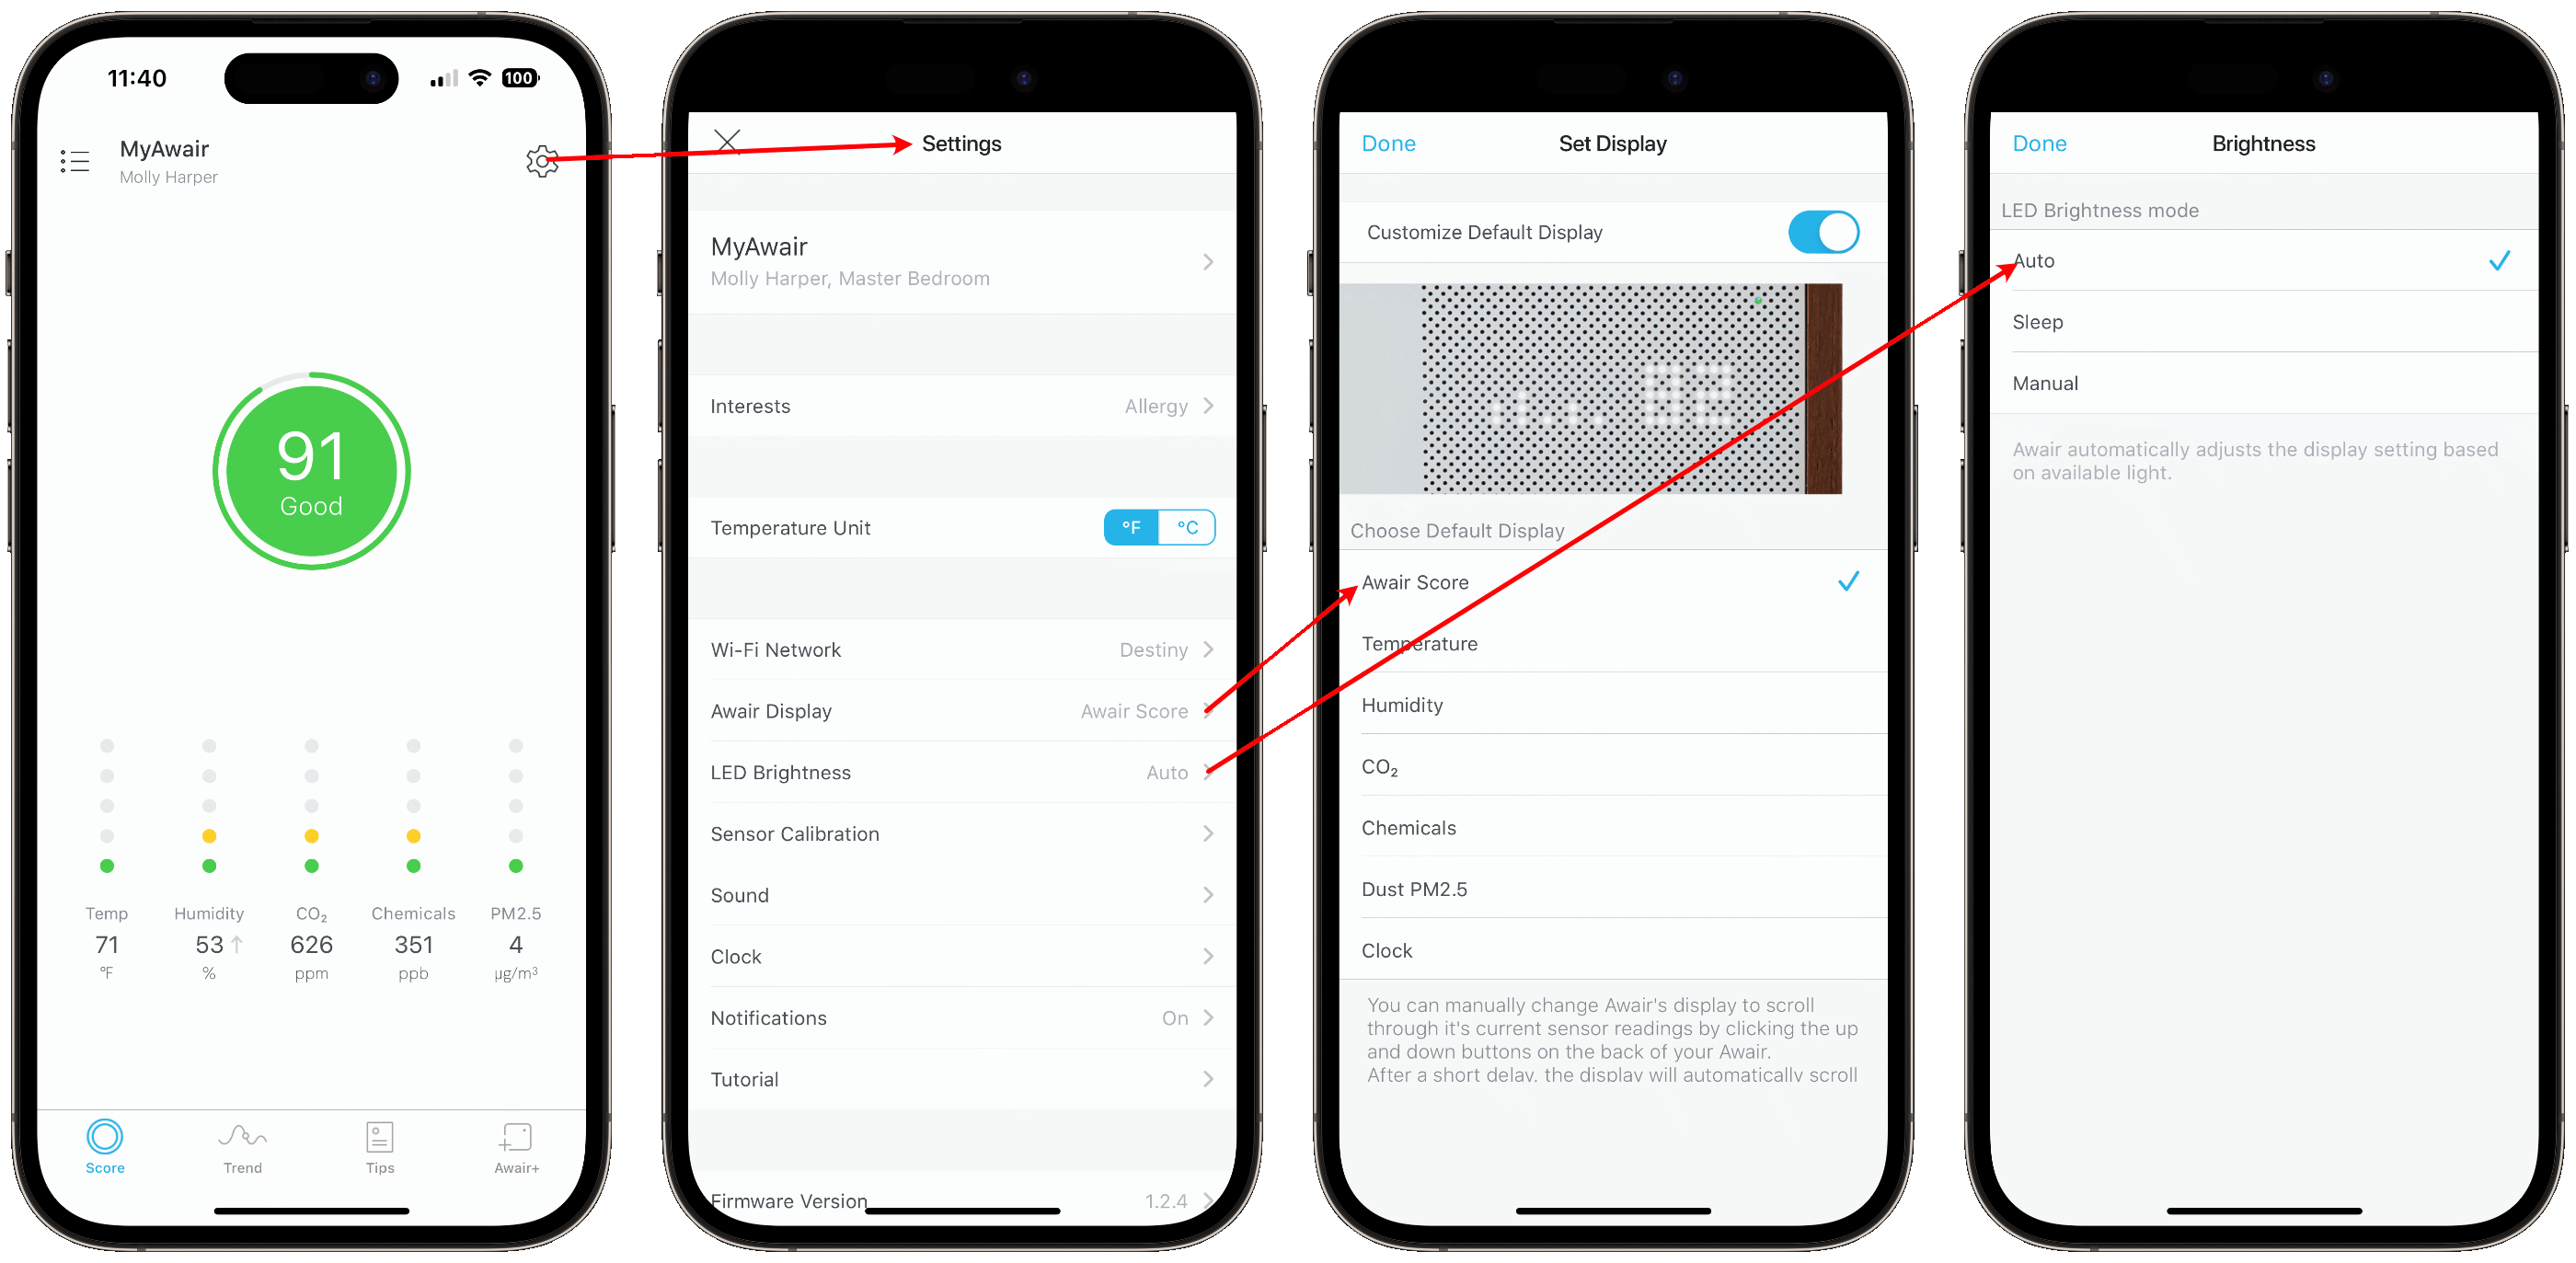 11:40
100
MyAwair
Molly Harper
91
Good
Temp
Humidity
CO₂
Chemicals
PM2.5
71
53 ↑
626
351
4
°F
%
ppm
ppb
µg/m³
Score
Trend
Tips
Awair+
Settings
MyAwair
Molly Harper, Master Bedroom
Interests
Allergy
Temperature Unit
°F
°C
Wi-Fi Network
Destiny
Awair Display
Awair Score
LED Brightness
Auto
Sensor Calibration
Sound
Clock
Notifications
On
Tutorial
Firmware Version
1.2.4
Done
Set Display
Customize Default Display
82
Choose Default Display
Awair Score
Temperature
Humidity
CO₂
Chemicals
Dust PM2.5
Clock
You can manually change Awair's display to scroll
through it's current sensor readings by clicking the up
and down buttons on the back of your Awair.
After a short delay, the display will automatically scroll
Done
Brightness
LED Brightness mode
Auto
Sleep
Manual
Awair automatically adjusts the display setting based
on available light.